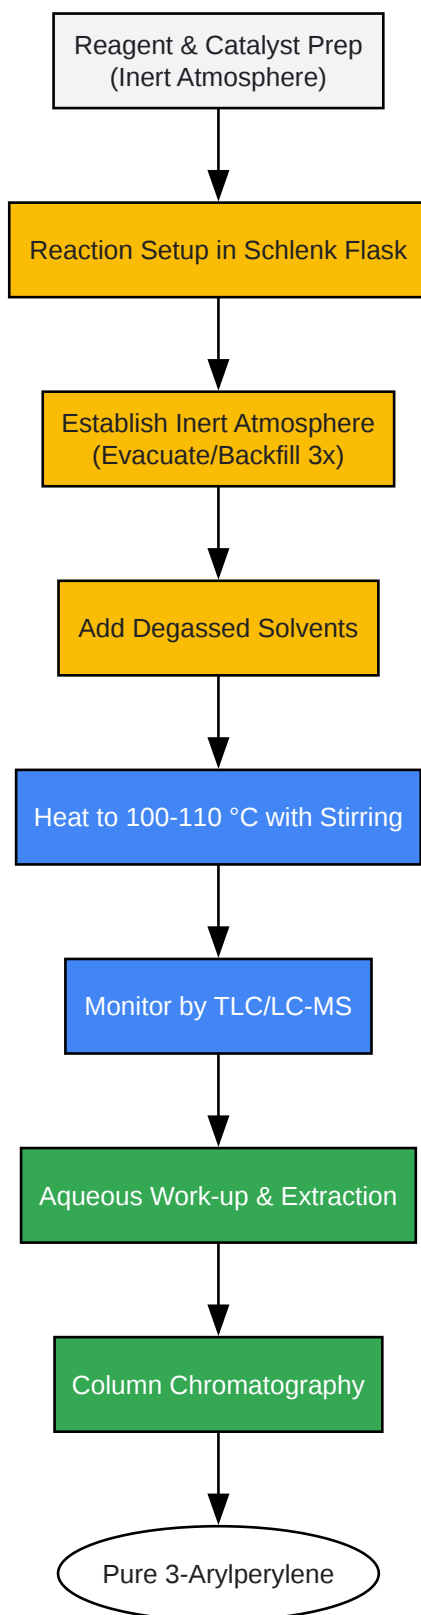 Reagent & Catalyst Prep
(Inert Atmosphere)
Reaction Setup in Schlenk Flask
Establish Inert Atmosphere
(Evacuate/Backfill 3x)
Add Degassed Solvents
Heat to 100-110 °C with Stirring
Monitor by TLC/LC-MS
Aqueous Work-up & Extraction
Column Chromatography
Pure 3-Arylperylene